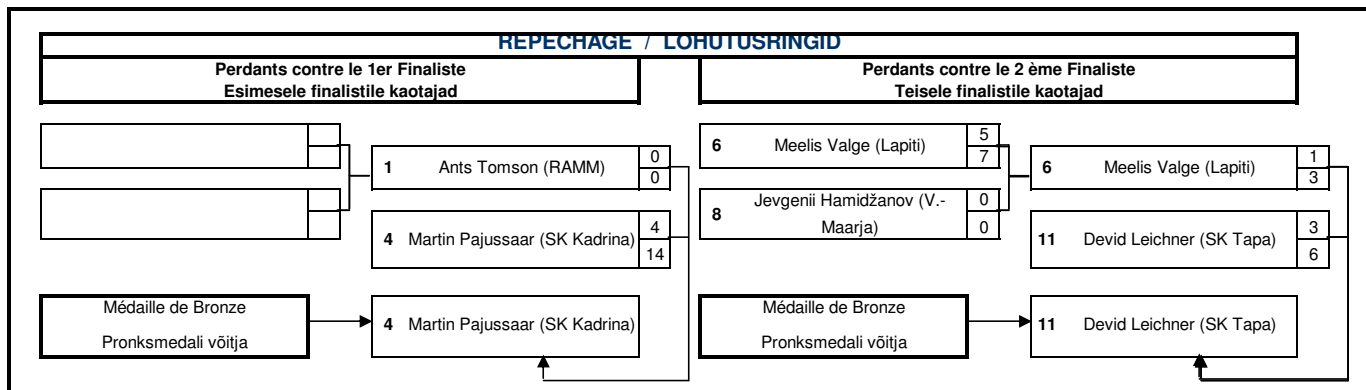 REPECHAGE / LOHUTUSRINGID
Perdants contre le 1er Finaliste
Esimesele finalistile kaotajad
Perdants contre le 2 ème Finaliste
Teisele finalistile kaotajad
1 Ants Tomson (RAMM) 0
0
4 Martin Pajussaar (SK Kadrina) 4
14
6 Meelis Valge (Lapiti) 5
7
8 Jevgenii Hamidžanov (V.- 0
Maarja) 0
6 Meelis Valge (Lapiti) 1
3
11 Devid Leichner (SK Tapa) 3
6
Médaille de Bronze
Pronksmedali võitja
4 Martin Pajussaar (SK Kadrina)
Médaille de Bronze
Pronksmedali võitja
11 Devid Leichner (SK Tapa)